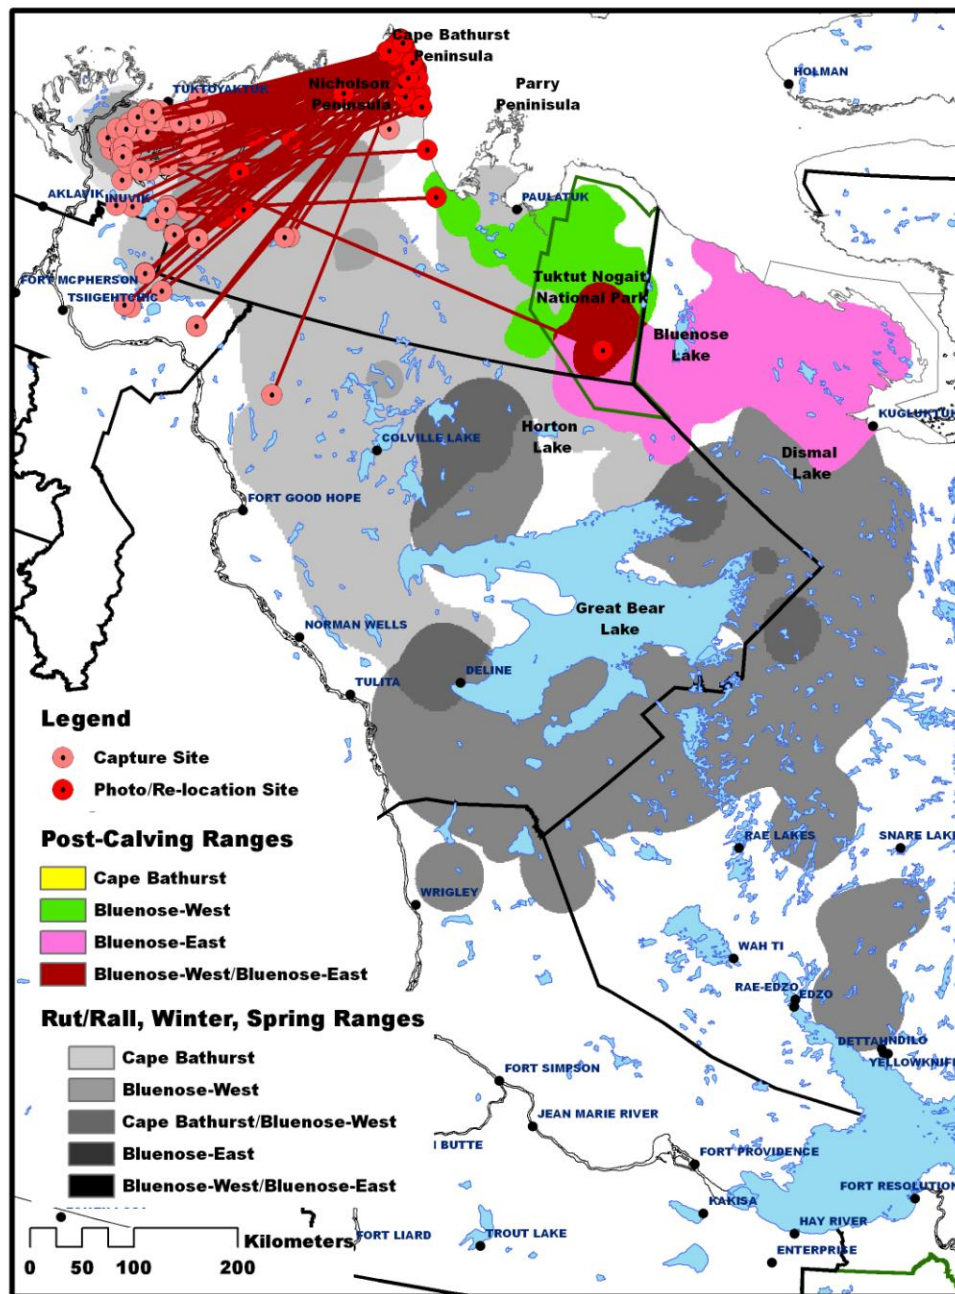 Cape Bathurst
Peninsula
HOLMAN
TUKTOYAKTUK
Nicholson
Peninsula
Parry
Peninisula
AKLAVIK
INUVIK
PAULATUK
FORT MCPHERSON
TSIIGEHTCHIC
Tuktut Nogait
National Park
Bluenose
Lake
Horton
Lake
KUGLUKTUK
COLVILLE LAKE
Dismal
Lake
FORT GOOD HOPE
Great Bear
Lake
NORMAN WELLS
DELINE
TULITA
Legend
Capture Site
Photo/Re-location Site
Post-Calving Ranges
Cape Bathurst
Bluenose-West
Bluenose-East
Bluenose-West/Bluenose-East
RAE LAKES
SNARE LAKE
WRIGLEY
WAH TI
RAE-EDZO
EDZO
Rut/Rall, Winter, Spring Ranges
Cape Bathurst
Bluenose-West
Cape Bathurst/Bluenose-West
Bluenose-East
Bluenose-West/Bluenose-East
DETTAH
NDILO
YELLOWKNIFE
FORT SIMPSON
JEAN MARIE RIVER
I BUTTE
FORT PROVIDENCE
FORT RESOLUTION
KAKISA
HAY RIVER
ENTERPRISE
FORT LIARD
TROUT LAKE
Kilometers
0 50 100 200